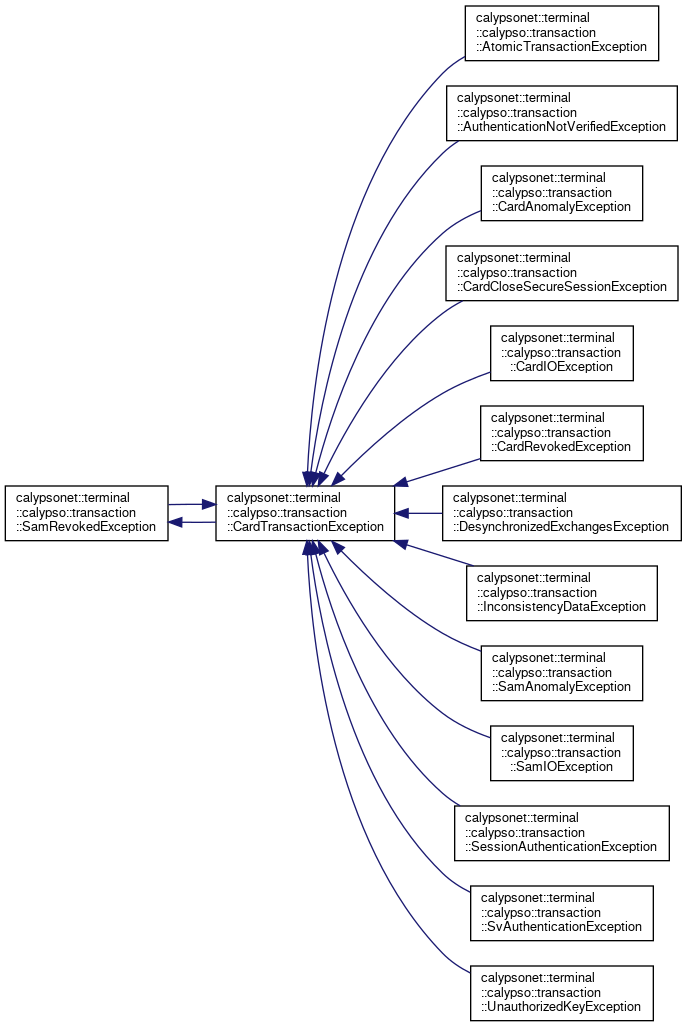 calypsonet::terminal
::calypso::transaction
::AtomicTransactionException
calypsonet::terminal
::calypso::transaction
::AuthenticationNotVerifiedException
calypsonet::terminal
::calypso::transaction
::CardAnomalyException
calypsonet::terminal
::calypso::transaction
::CardCloseSecureSessionException
calypsonet::terminal
::calypso::transaction
::CardIOException
calypsonet::terminal
::calypso::transaction
::CardRevokedException
calypsonet::terminal
::calypso::transaction
::SamRevokedException
calypsonet::terminal
::calypso::transaction
::CardTransactionException
calypsonet::terminal
::calypso::transaction
::DesynchronizedExchangesException
calypsonet::terminal
::calypso::transaction
::InconsistencyDataException
calypsonet::terminal
::calypso::transaction
::SamAnomalyException
calypsonet::terminal
::calypso::transaction
::SamIOException
calypsonet::terminal
::calypso::transaction
::SessionAuthenticationException
calypsonet::terminal
::calypso::transaction
::SvAuthenticationException
calypsonet::terminal
::calypso::transaction
::UnauthorizedKeyException